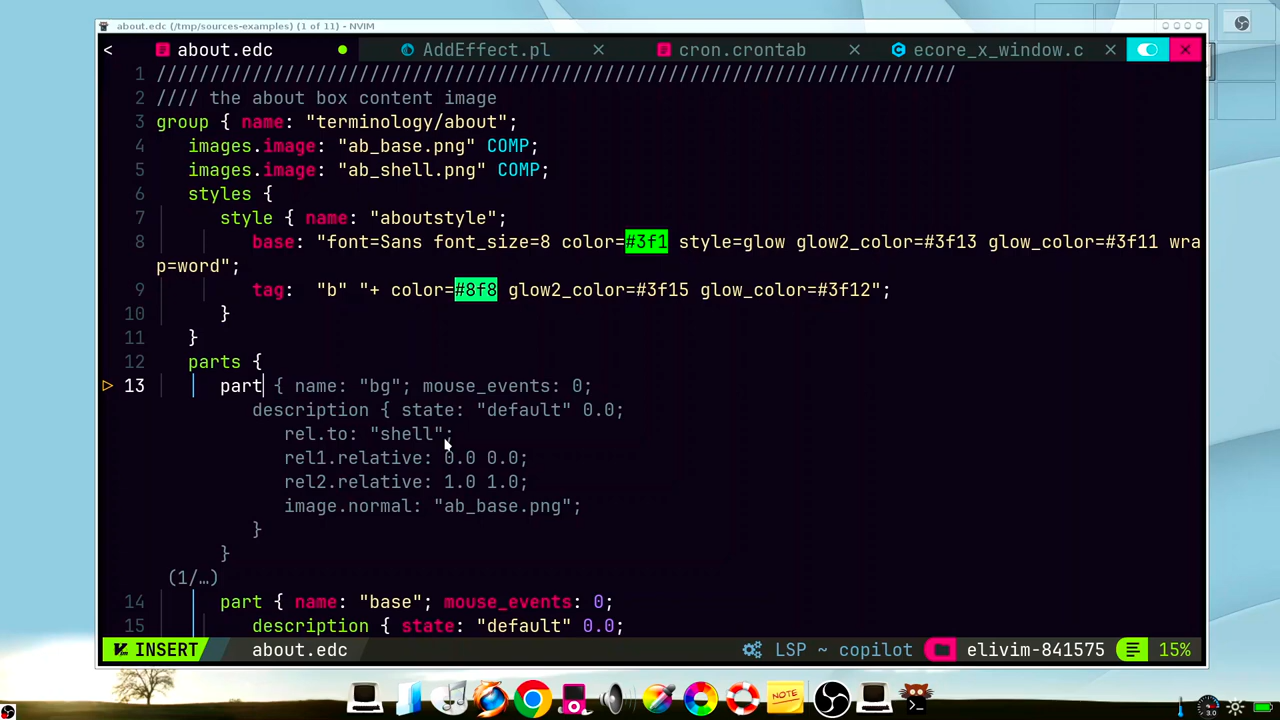 about.edc (/tmp/sources-examples) (1 of 11) - NVIM
< about.edc AddEffect.pl cron.crontab ecore_x_window.c
1 ///////////////////////////////////////////////////////////////////////////
2 //// the about box content image
3 group { name: "terminology/about";
4 images.image: "ab_base.png" COMP;
5 images.image: "ab_shell.png" COMP;
6 styles {
7 style { name: "aboutstyle";
8 base: "font=Sans font_size=8 color=#3f1 style=glow glow2_color=#3f13 glow_color=#3f11 wra
p=word";
9 tag: "b" "+ color=#8f8 glow2_color=#3f15 glow_color=#3f12";
10 }
11 }
12 parts {
13 part { name: "bg"; mouse_events: 0;
description { state: "default" 0.0;
rel.to: "shell";
rel1.relative: 0.0 0.0;
rel2.relative: 1.0 1.0;
image.normal: "ab_base.png";
}
}
(1/…)
14 part { name: "base"; mouse_events: 0;
15 description { state: "default" 0.0;
INSERT about.edc LSP ~ copilot elivim-841575 15%
NOTE
3.0